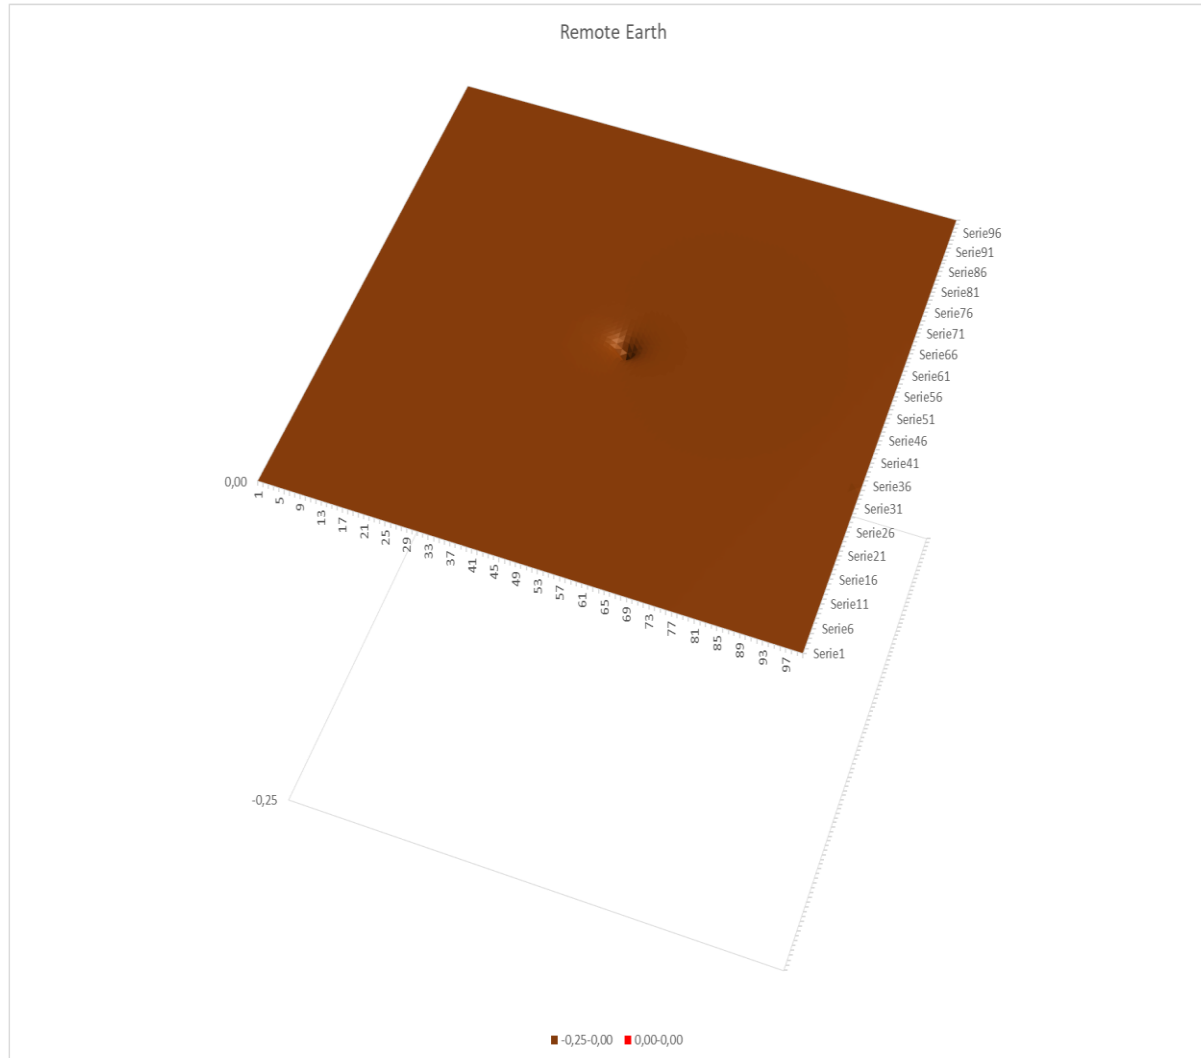 Remote Earth
Serie96
Serie91
Serie86
Serie81
Serie76
Serie71
Serie66
Serie61
Serie56
Serie51
Serie46
Serie41
Serie36
Serie31
Serie26
Serie21
Serie16
Serie11
Serie6
Serie1
0,00
1 5 9 13 17 21 25 29 33 37 41 45 49 53 57 61 65 69 73 77 81 85 89 93 97
-0,25
-0,25-0,00 0,00-0,00